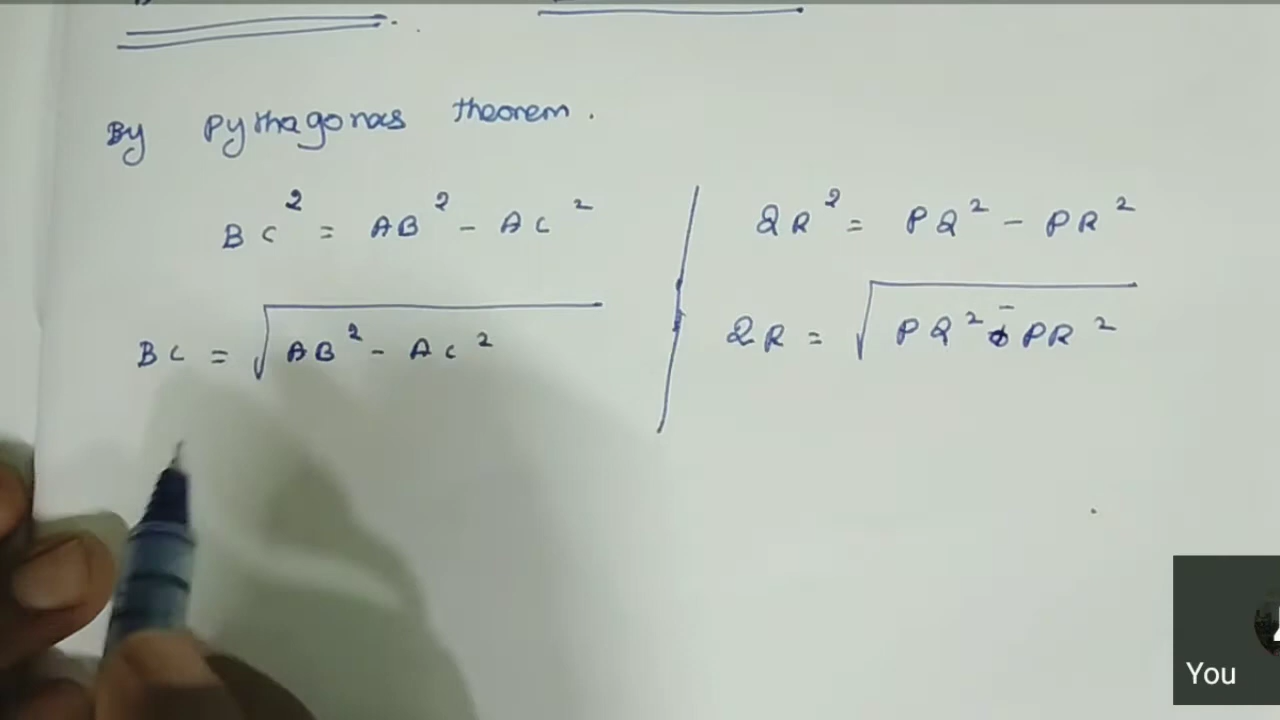 By Pythagoras theorem.
BC² = AB² - AC²
BC = √AB² - AC²
QR² = PQ² - PR²
QR = √PQ² - PR²
You